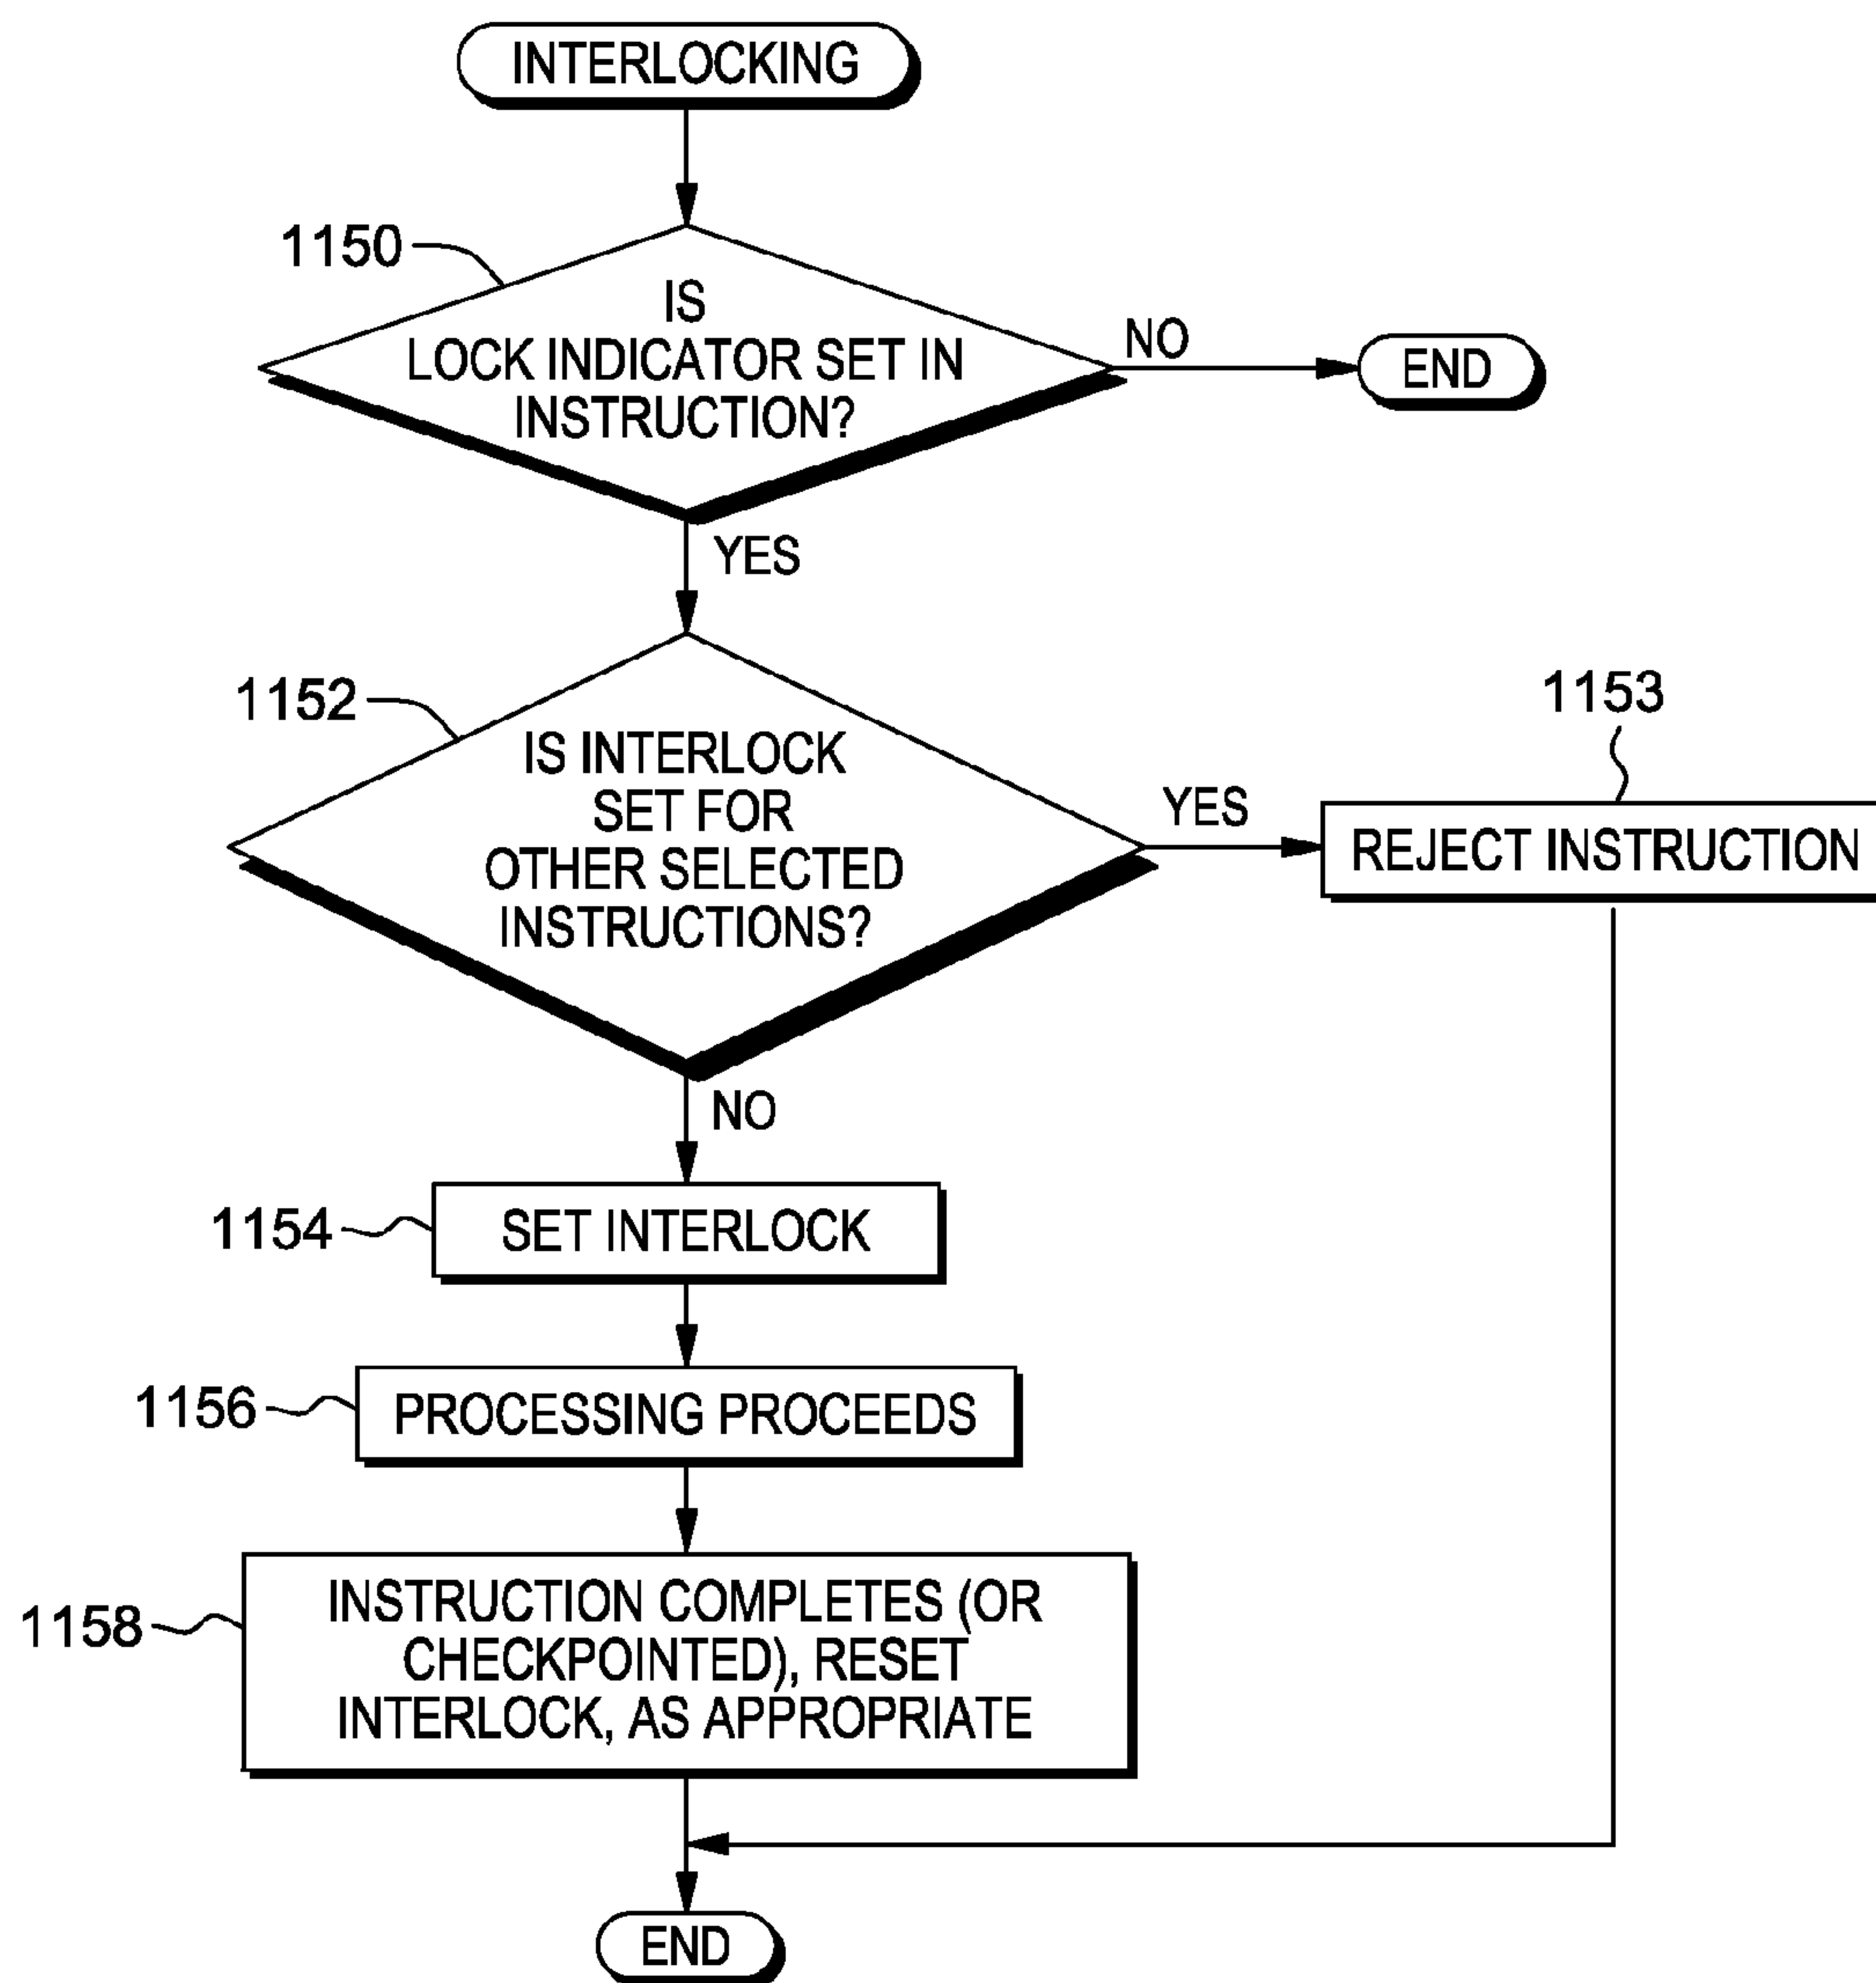 INTERLOCKING
1150
IS
LOCK INDICATOR SET IN
INSTRUCTION?
NO
END
YES
1152
IS INTERLOCK
SET FOR
OTHER SELECTED
INSTRUCTIONS?
YES
1153
REJECT INSTRUCTION
NO
1154
SET INTERLOCK
1156
PROCESSING PROCEEDS
1158
INSTRUCTION COMPLETES (OR
CHECKPOINTED), RESET
INTERLOCK, AS APPROPRIATE
END